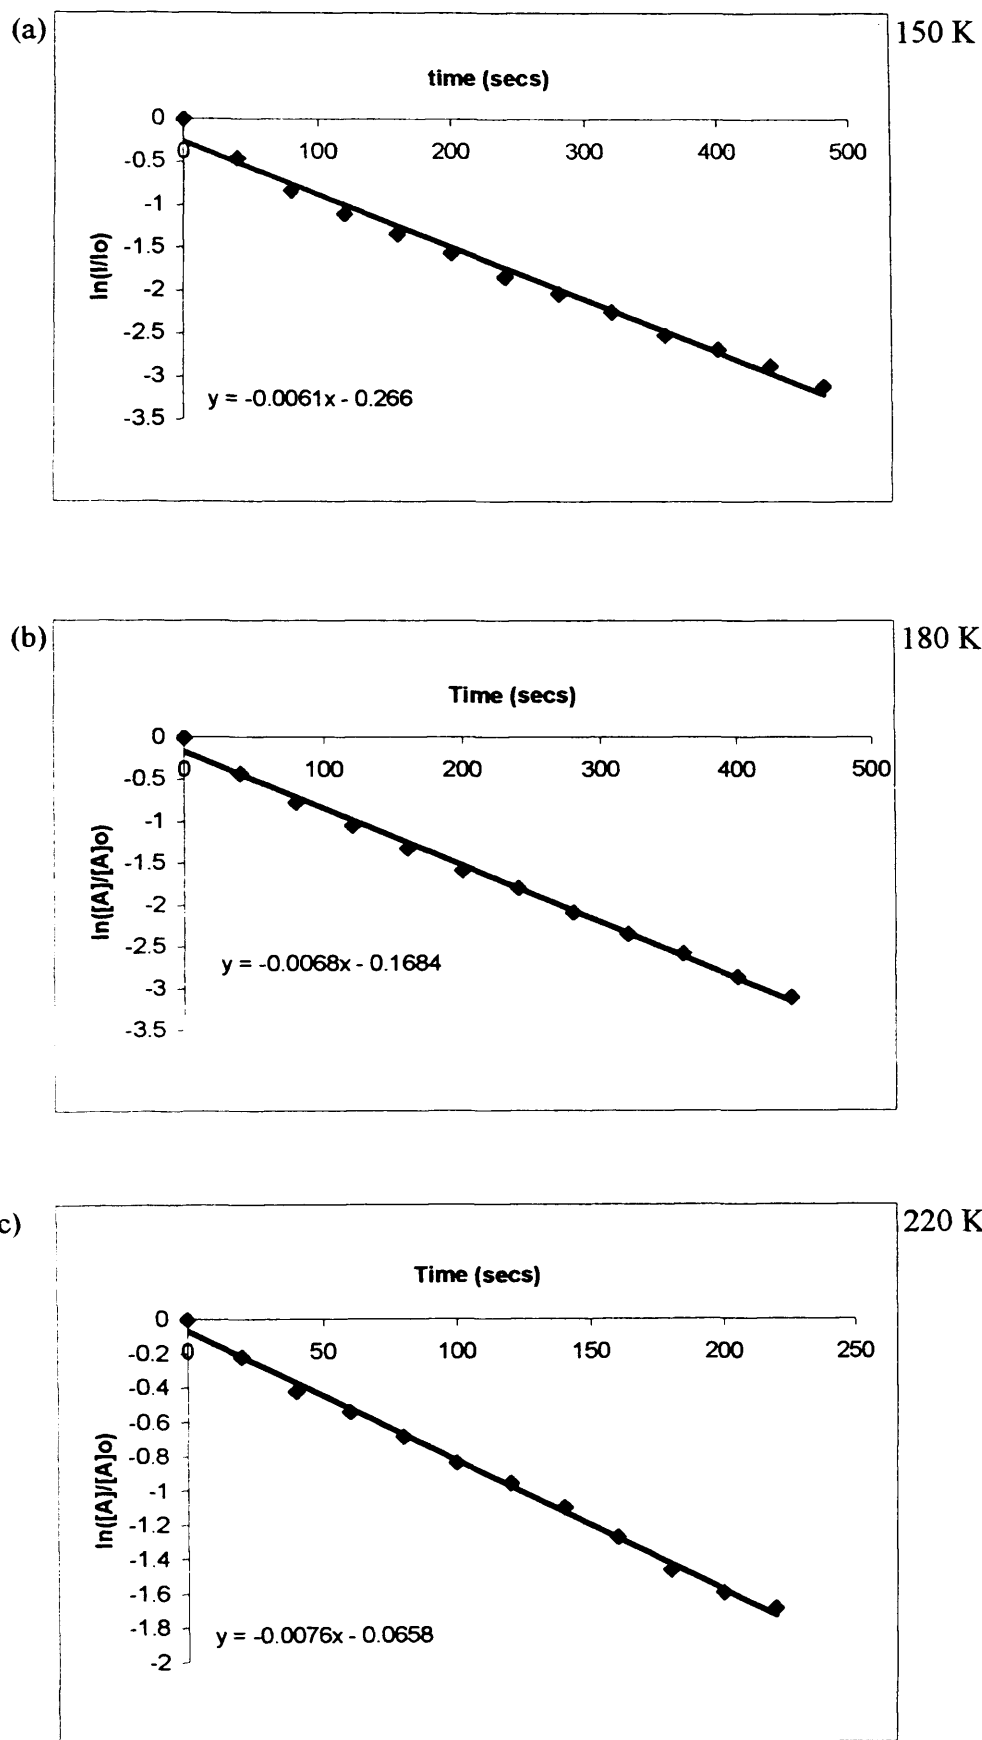 (a)
150 K
time (secs)
0
0 100 200 300 400 500
-0.5
-1
-1.5
-2
-2.5
-3
-3.5
ln(I/Io)
y = -0.0061x - 0.266
(b)
180 K
Time (secs)
0
0 100 200 300 400 500
-0.5
-1
-1.5
-2
-2.5
-3
-3.5
ln([A]/[A]o)
y = -0.0068x - 0.1684
c)
220 K
Time (secs)
0
0 50 100 150 200 250
-0.2
-0.4
-0.6
-0.8
-1
-1.2
-1.4
-1.6
-1.8
-2
ln([A]/[A]o)
y = -0.0076x - 0.0658